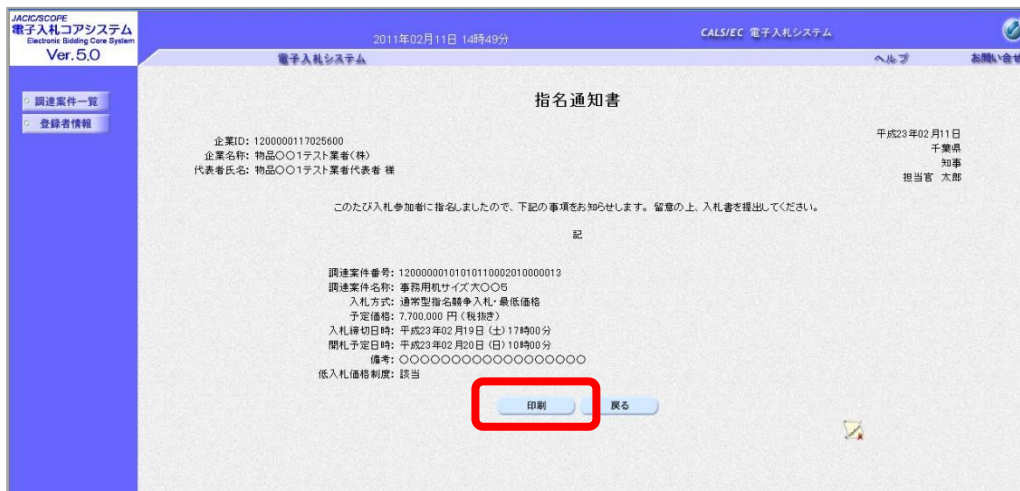 JACIC/SCOPE
電子入札コアシステム
Electronic Bidding Core System
Ver.5.0
2011年02月11日 14時49分
CALS/EC 電子入札システム
電子入札システム
ヘルプ
お問い合せ
調達案件一覧
登録者情報
指名通知書
平成23年02月11日
千葉県
知事
担当官 太郎
企業ID: 1200000117025600
企業名称: 物品〇〇1テスト業者(株)
代表者氏名: 物品〇〇1テスト業者代表者 様
このたび入札参加者に指名しましたので、下記の事項をお知らせします。留意の上、入札書を提出してください。
記
調達案件番号: 1200000010101011000201000013
調達案件名称: 事務用机サイズ大〇〇5
入札方式: 通常型指名競争入札・最低価格
予定価格: 7,700,000 円(税抜き)
入札締切日時: 平成23年02月19日 (土) 17時00分
開札予定日時: 平成23年02月20日 (日) 10時00分
備考: 〇〇〇〇〇〇〇〇〇〇〇〇〇〇〇〇〇〇
低入札価格制度: 該当
印刷
戻る